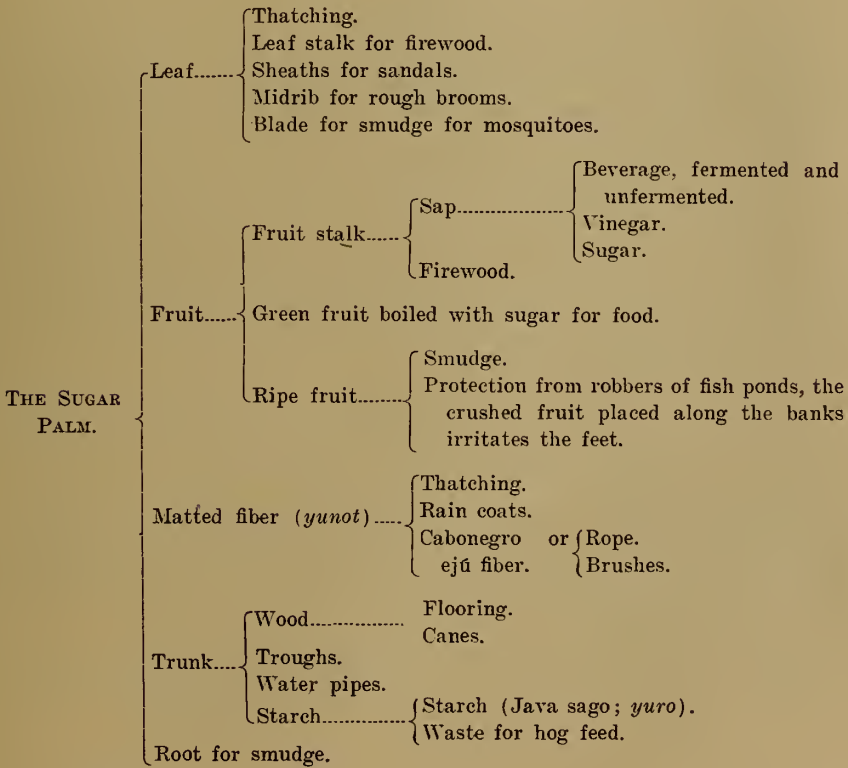 Thatching.
Leaf stalk for firewood.
Leaf...... Sheaths for sandals.
Midrib for rough brooms.
Blade for smudge for mosquitoes.
Beverage, fermented and
unfermented.
Sap...................
Vinegar.
Fruit stalk......
Sugar.
Firewood.
Fruit...... Green fruit boiled with sugar for food.
Smudge.
Ripe fruit........ Protection from robbers of fish ponds, the
crushed fruit placed along the banks
irritates the feet.
THE SUGAR
PALM.
Thatching.
Matted fiber (yunot)..... Rain coats.
Cabonegro or Rope.
ejú fiber. Brushes.
Wood................ Flooring.
Canes.
Trunk.... Troughs.
Water pipes.
Starch............... Starch (Java sago; yuro).
Waste for hog feed.
Root for smudge.